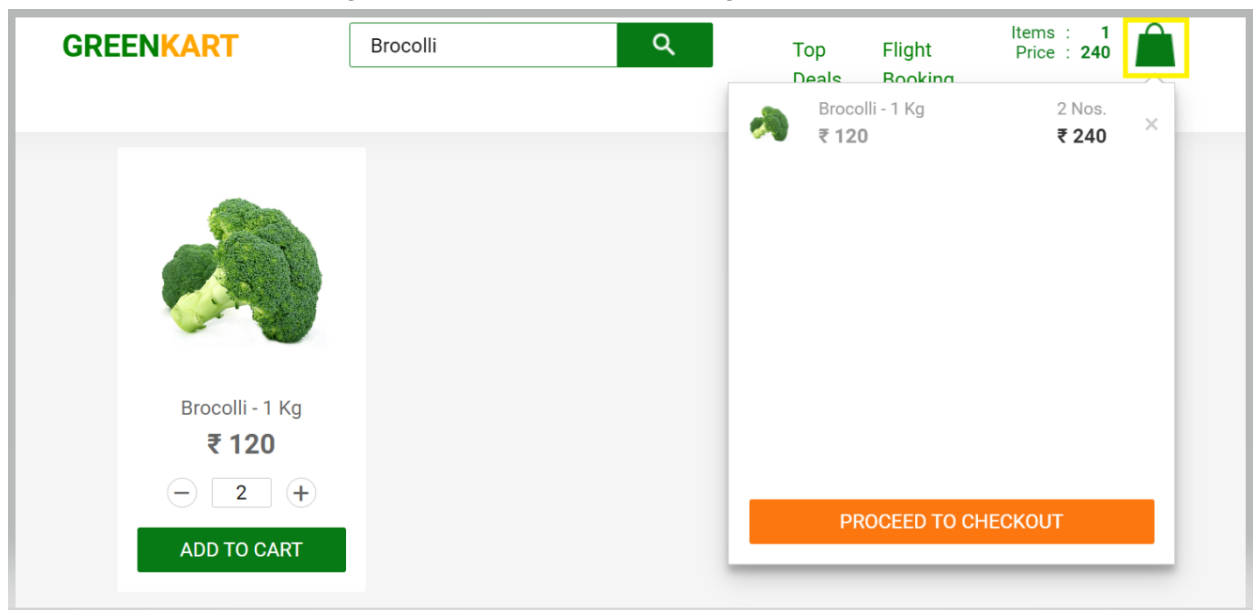 GREENKART
Brocolli
Top Deals
Flight Booking
Items : 1
Price : 240
Brocolli - 1 Kg 2 Nos.
₹ 120 ₹ 240
×
PROCEED TO CHECKOUT
Brocolli - 1 Kg
₹ 120
− 2 +
ADD TO CART